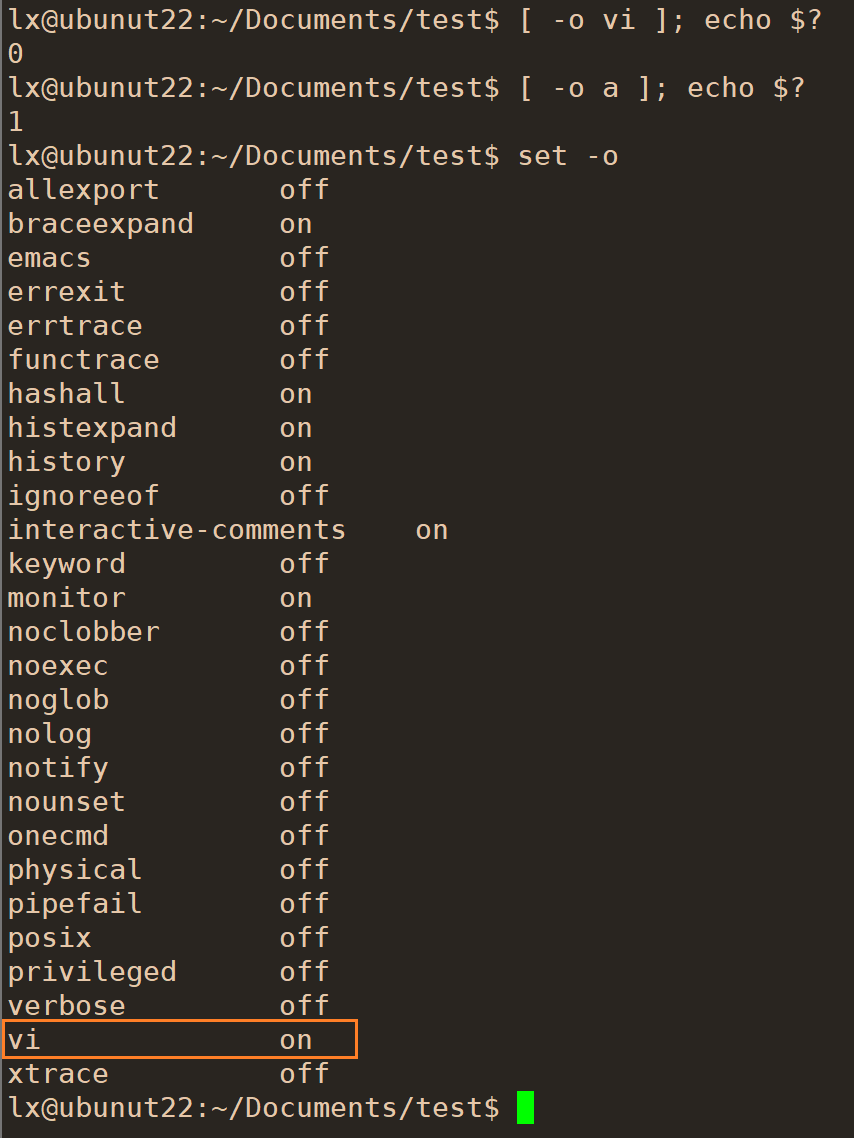 lx@ubunut22:~/Documents/test$ [ -o vi ]; echo $?
0
lx@ubunut22:~/Documents/test$ [ -o a ]; echo $?
1
lx@ubunut22:~/Documents/test$ set -o
allexport       off
braceexpand     on
emacs           off
errexit         off
errtrace        off
functrace       off
hashall         on
histexpand      on
history         on
ignoreeof       off
interactive-comments    on
keyword         off
monitor         on
noclobber       off
noexec          off
noglob          off
nolog           off
notify          off
nounset         off
onecmd          off
physical        off
pipefail        off
posix           off
privileged      off
verbose         off
vi              on
xtrace          off
lx@ubunut22:~/Documents/test$